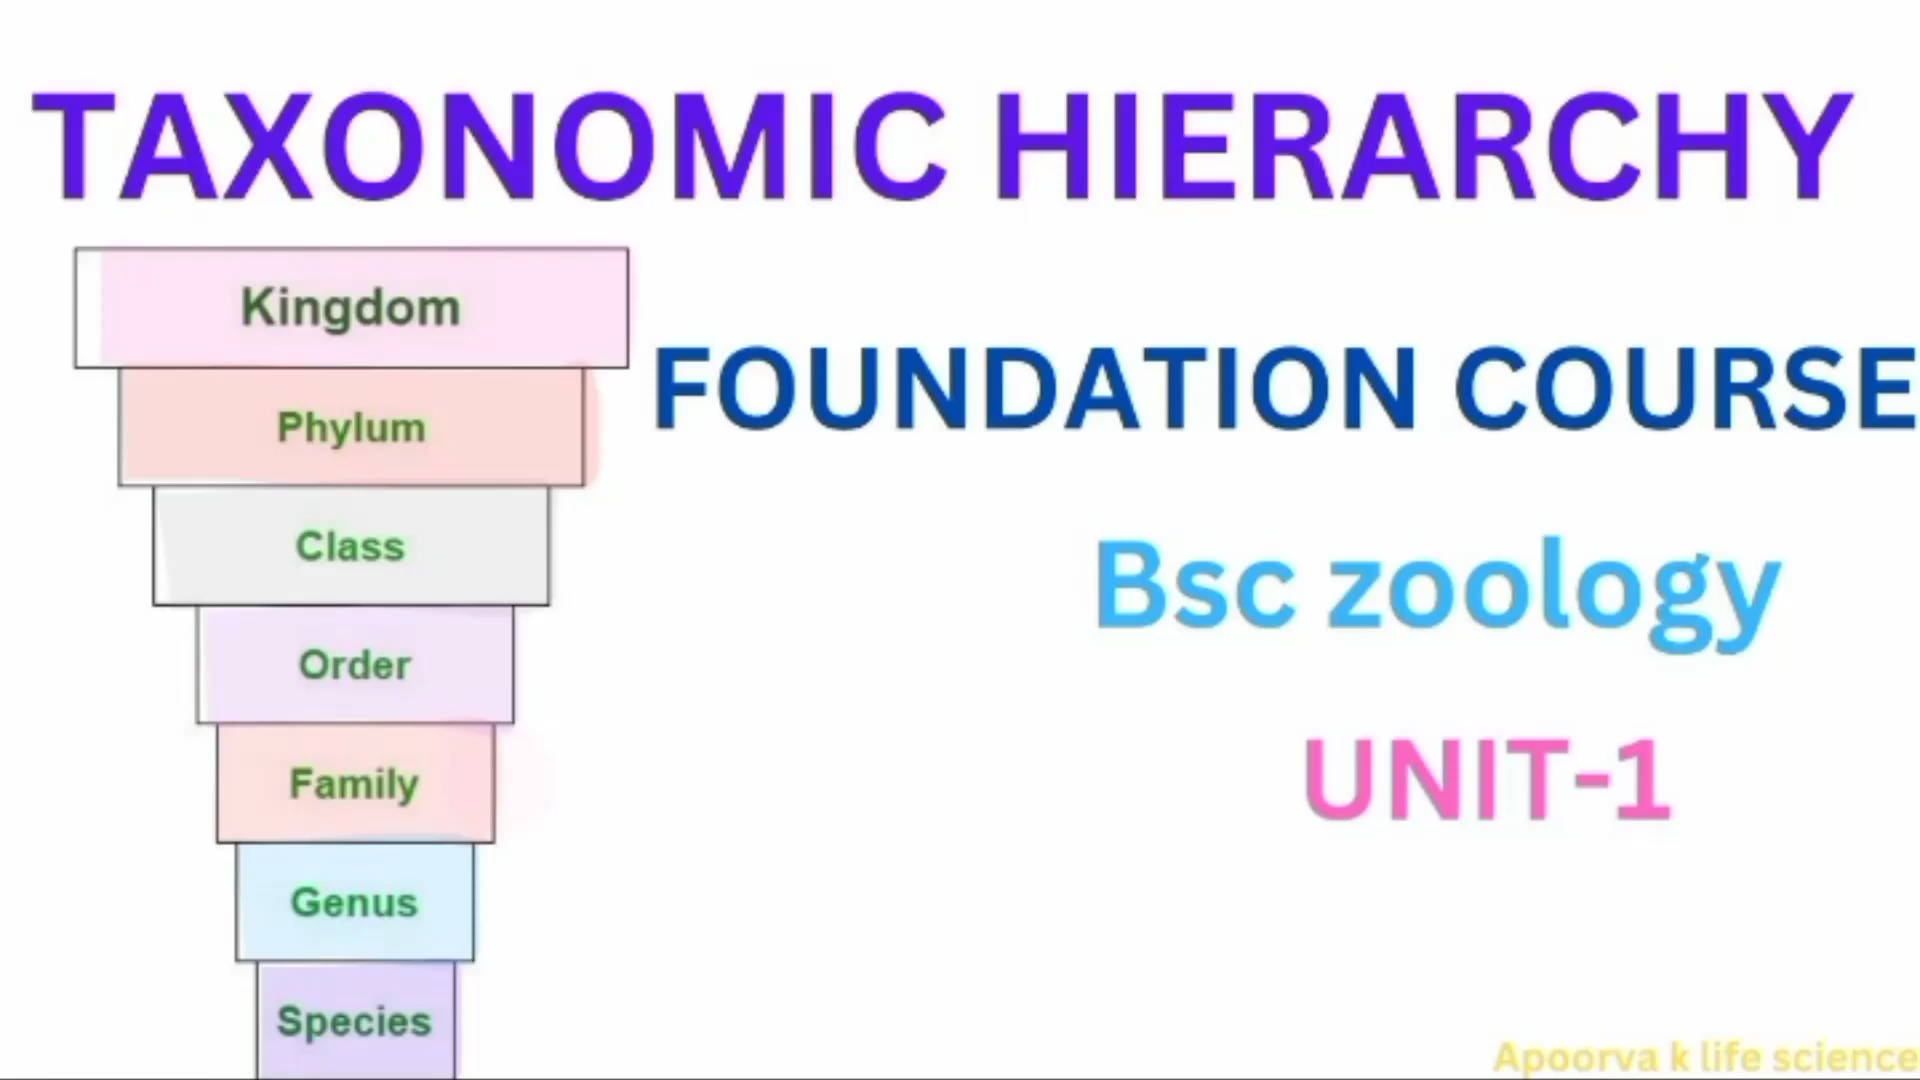 TAXONOMIC HIERARCHY
Kingdom
Phylum
Class
Order
Family
Genus
Species
FOUNDATION COURSE
Bsc zoology
UNIT-1
Apoorva k life science